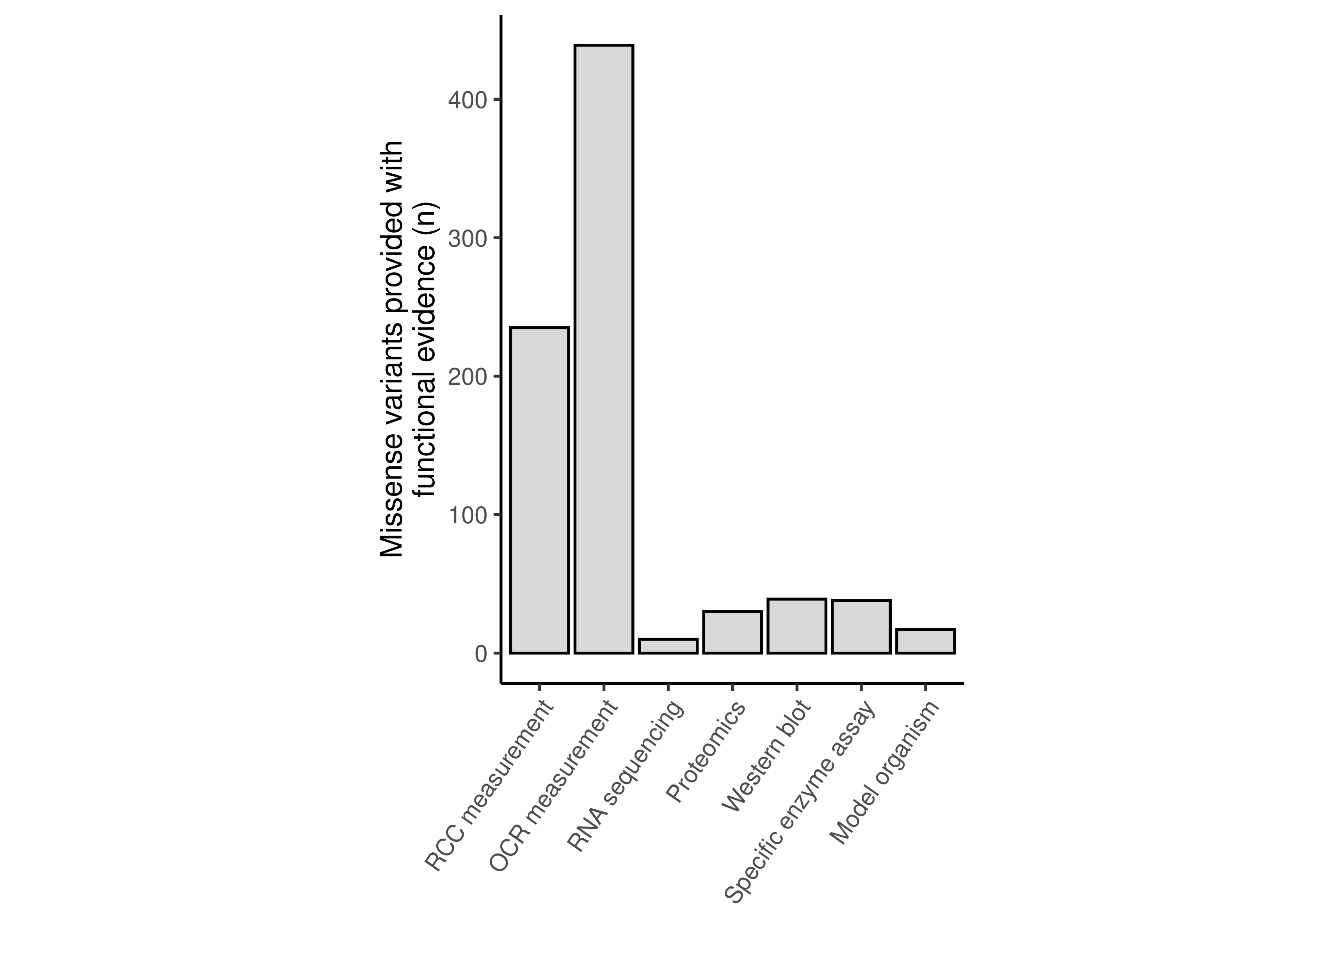 Missense variants provided with
functional evidence (n)
400
300
200
100
0
RCC measurement
OCR measurement
RNA sequencing
Proteomics
Western blot
Specific enzyme assay
Model organism